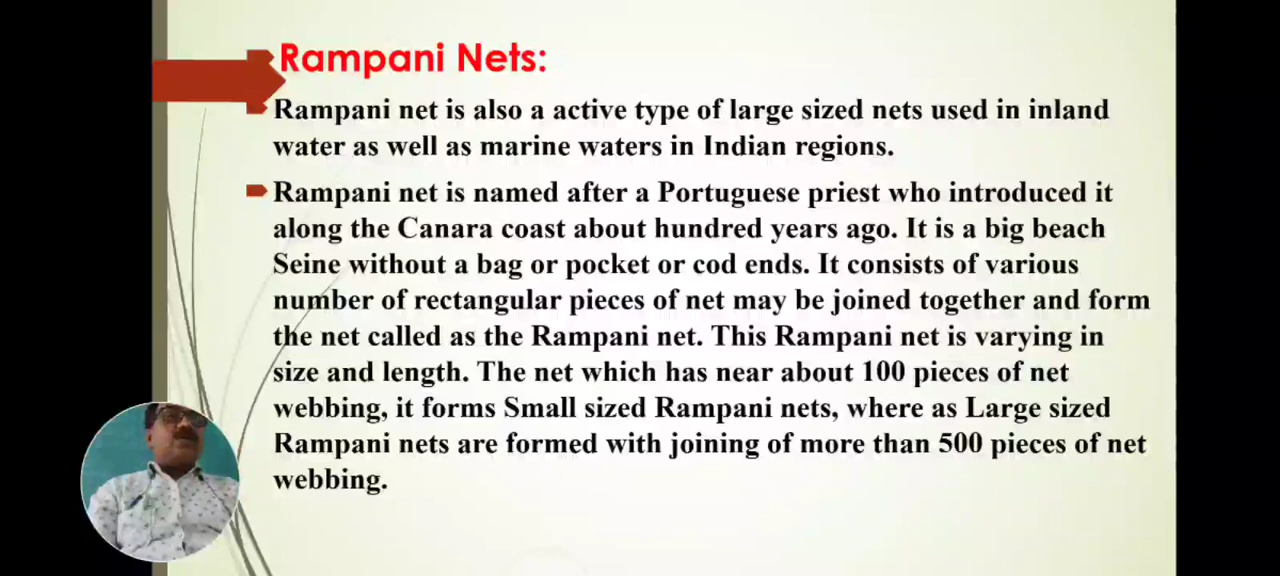 Rampani Nets:
Rampani net is also a active type of large sized nets used in inland
water as well as marine waters in Indian regions.
Rampani net is named after a Portuguese priest who introduced it
along the Canara coast about hundred years ago. It is a big beach
Seine without a bag or pocket or cod ends. It consists of various
number of rectangular pieces of net may be joined together and form
the net called as the Rampani net. This Rampani net is varying in
size and length. The net which has near about 100 pieces of net
webbing, it forms Small sized Rampani nets, where as Large sized
Rampani nets are formed with joining of more than 500 pieces of net
webbing.